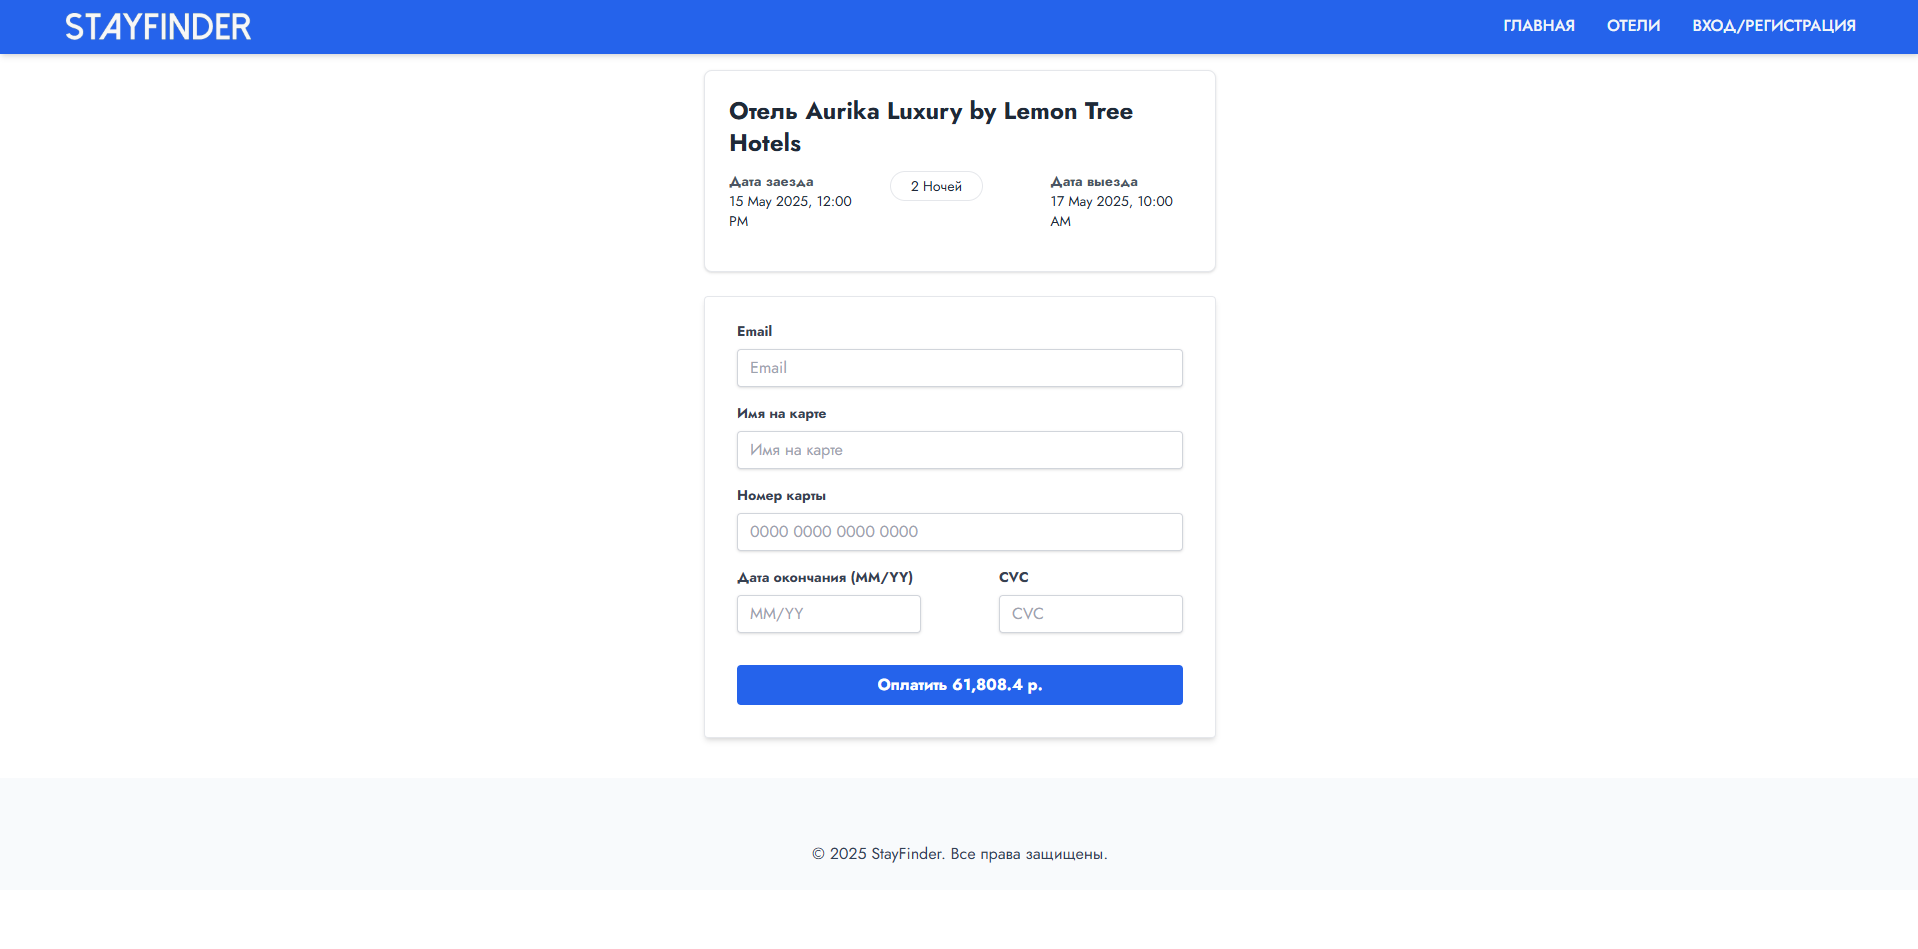 STAYFINDER
ГЛАВНАЯ ОТЕЛИ ВХОД/РЕГИСТРАЦИЯ
Отель Aurika Luxury by Lemon Tree
Hotels
Дата заезда
15 May 2025, 12:00
PM
2 Ночей
Дата выезда
17 May 2025, 10:00
AM
Email
Email
Имя на карте
Имя на карте
Номер карты
0000 0000 0000 0000
Дата окончания (MM/YY)
MM/YY
CVC
CVC
Оплатить 61,808.4 р.
© 2025 StayFinder. Все права защищены.